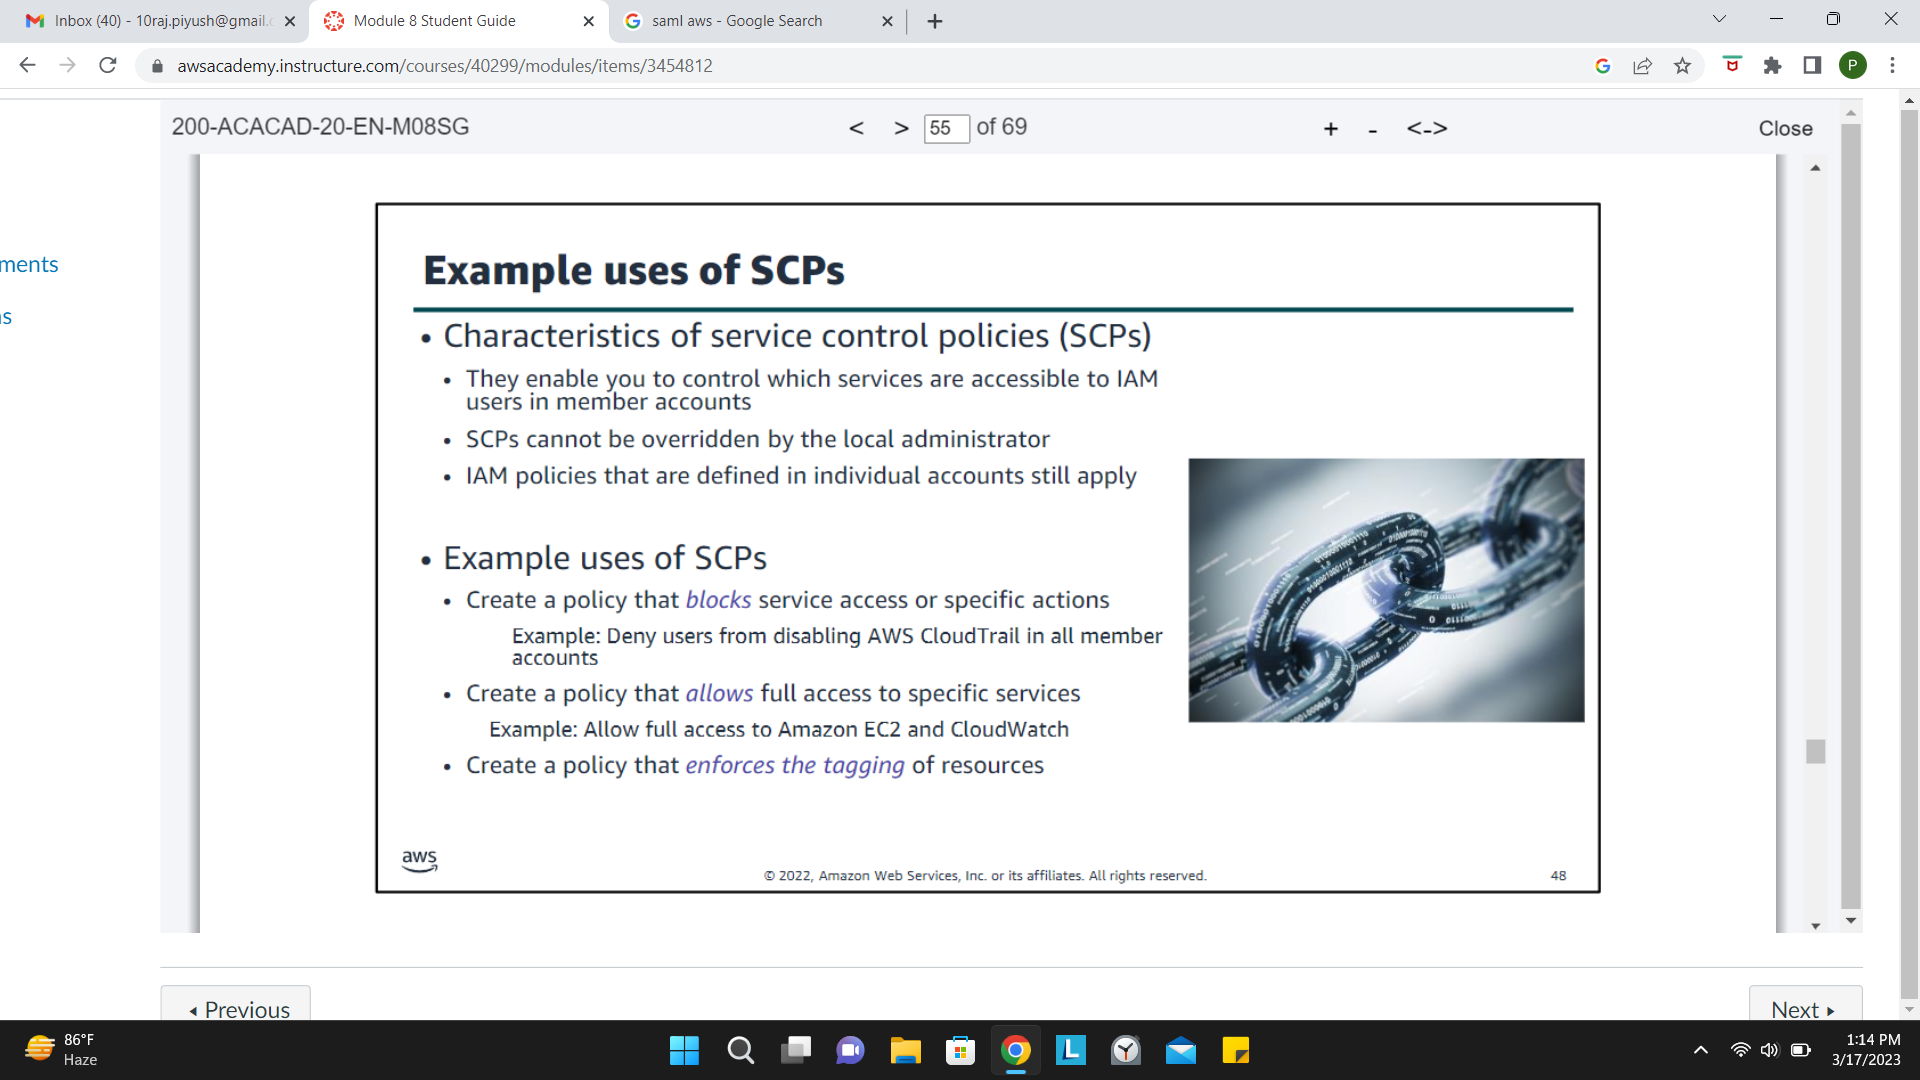 Inbox (40) - 10raj.piyush@gmail.c
Module 8 Student Guide
saml aws - Google Search
awsacademy.instructure.com/courses/40299/modules/items/3454812
P
200-ACACAD-20-EN-M08SG
< > 55 of 69
+ - <->
Close
ments
Example uses of SCPs
• Characteristics of service control policies (SCPs)
• They enable you to control which services are accessible to IAM
users in member accounts
• SCPs cannot be overridden by the local administrator
• IAM policies that are defined in individual accounts still apply
• Example uses of SCPs
• Create a policy that blocks service access or specific actions
Example: Deny users from disabling AWS CloudTrail in all member
accounts
• Create a policy that allows full access to specific services
Example: Allow full access to Amazon EC2 and CloudWatch
• Create a policy that enforces the tagging of resources
aws
© 2022, Amazon Web Services, Inc. or its affiliates. All rights reserved.
48
Previous
Next
86°F
Haze
L
1:14 PM
3/17/2023